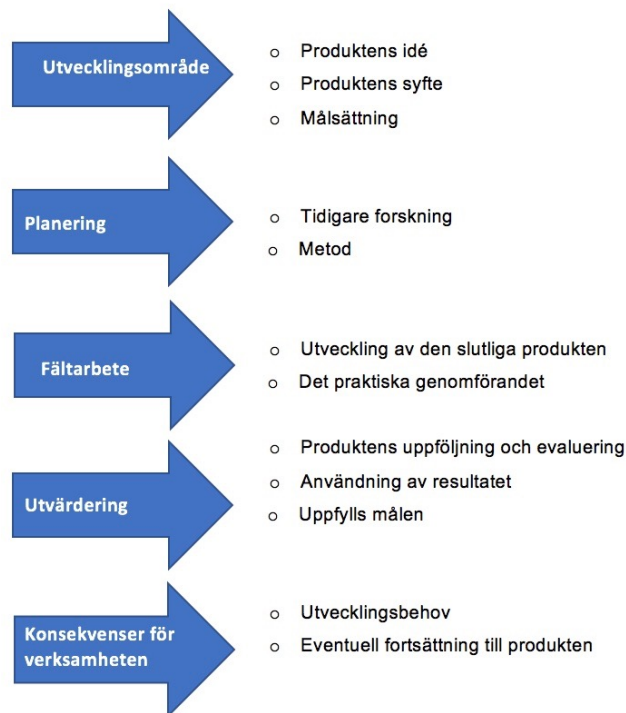 Utvecklingsområde
o Produktens idé
o Produktens syfte
o Målsättning
Planering
o Tidigare forskning
o Metod
Fältarbete
o Utveckling av den slutliga produkten
o Det praktiska genomförandet
Utvärdering
o Produktens uppföljning och evaluering
o Användning av resultatet
o Uppfylls målen
Konsekvenser för
verksamheten
o Utvecklingsbehov
o Eventuell fortsättning till produkten